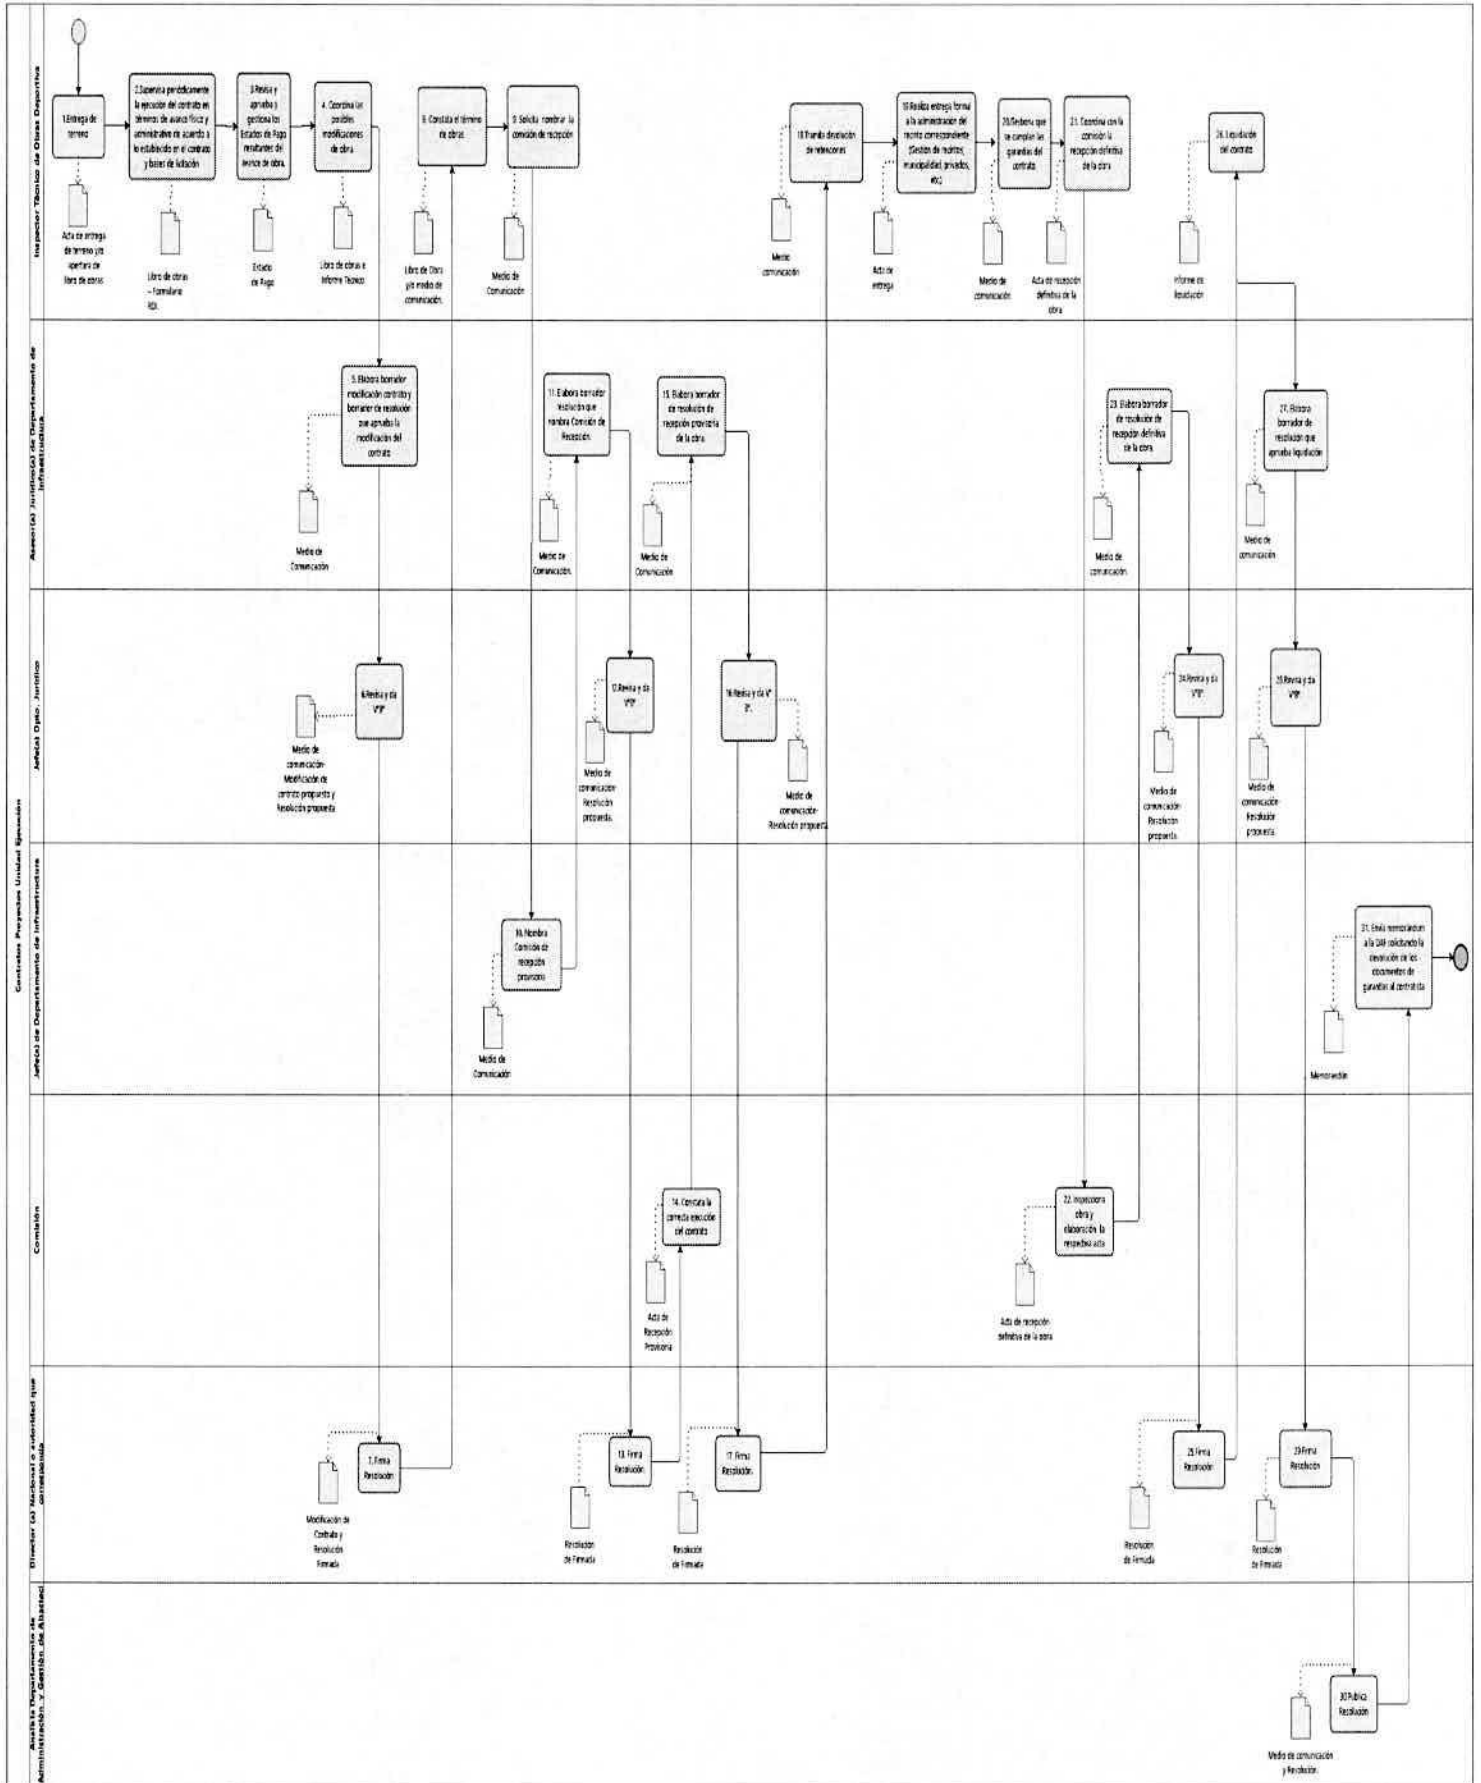 Controles Proyectos Unidad Ejecución
Inspector Técnico de Obras Deportiva
1.Entrega de
terreno
Acta de entrega
de terreno y/o
apertura de
libro de obras
2.Supervisa periódicamente
la ejecución del contrato en
términos de avance físico y
administrativo de acuerdo a
lo establecido en el contrato
y bases de licitación
Libro de obras
– Formulario
RDI.
3.Revisa y
aprueba y
gestiona los
Estados de Pago
resultantes del
avance de obra.
Estado
de Pago
4. Coordina las
posibles
modificaciones
de obra.
Libro de obras e
Informe Técnico
8. Constata el término
de obras.
Libro de Obra
y/o medio de
comunicación.
9. Solicita nombrar la
comisión de recepción
Medio de
Comunicación
18.Tramita devolución
de retenciones
Medio
comunicación
19.Realiza entrega formal
a la administración del
recinto correspondiente
(Gestión de recintos,
municipalidad, privados,
etc.)
Acta de
entrega
20.Gestiona que
se cumplan las
garantías del
contrato.
Medio de
comunicación.
21. Coordina con la
comisión la
recepción definitiva
de la obra
Acta de recepción
definitiva de la
obra
26. Liquidación
del contrato
Informe de
liquidación
Asesor(a) Jurídico(a) de Departamento de
Infraestructura
5. Elabora borrador
modificación contrato y
borrador de resolución
que aprueba la
modificación del
contrato
Medio de
Comunicación
11. Elabora borrador
resolución que
nombra Comisión de
Recepción.
Medio de
Comunicación.
15. Elabora borrador
de resolución de
recepción provisoria
de la obra
Medio de
Comunicación
23. Elabora borrador
de resolución de
recepción definitiva
de la obra
Medio de
comunicación.
27. Elabora
borrador de
resolución que
aprueba liquidación
Medio de
comunicación
Jefe(a) Dpto. Jurídico
6.Revisa y da
V°B°
Medio de
comunicación-
Modificación de
contrato propuesto y
Resolución propuesta
12.Revisa y da
V°B°.
Medio de
comunicación-
Resolución
propuesta.
16.Revisa y da V°
B°.
Medio de
comunicación-
Resolución propuesta
24.Revisa y da
V°B°.
Medio de
comunicación-
Resolución
propuesta.
28.Revisa y da
V°B°
Medio de
comunicación-
Resolución
propuesta.
Jefe(a) de Departamento de Infraestructura
10. Nombra
Comisión de
recepción
provisoria
Medio de
Comunicación
31. Envía memorándum
a la DAF solicitando la
devolución de los
documentos de
garantías al contratista
Memorandum
Comisión
14. Constata la
correcta ejecución
del contrato
Acta de
Recepción
Provisoria
22. Inspecciona
obra y
elaboración la
respectiva acta
Acta de recepción
definitiva de la obra
Director (a) Nacional o autoridad que
corresponda
7. Firma
Resolución
Modificación de
Contrato y
Resolución
Firmada
13. Firma
Resolución.
Resolución
de Firmada
17. Firma
Resolución.
Resolución
de Firmada
25.Firma
Resolución
Resolución
de Firmada
29.Firma
Resolución
Resolución
de Firmada
Analista Departamento de
Administración y Gestión de Abasteci
30.Publica
Resolución
Medio de comunicación
y Resolución.